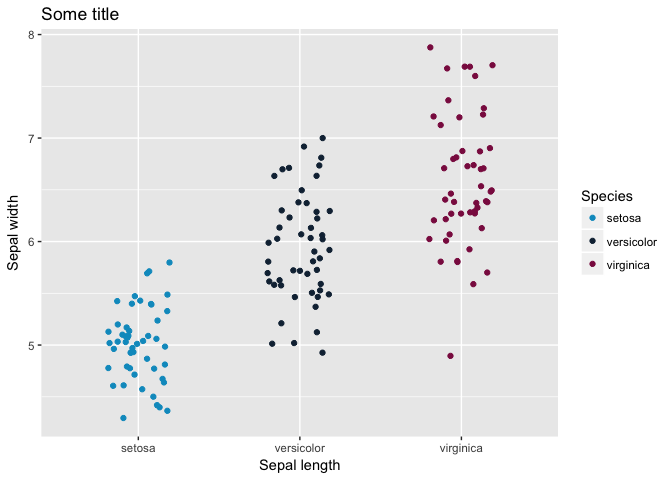 Some title
8
7
6
5
Sepal width
setosa
versicolor
virginica
Sepal length
Species
setosa
versicolor
virginica